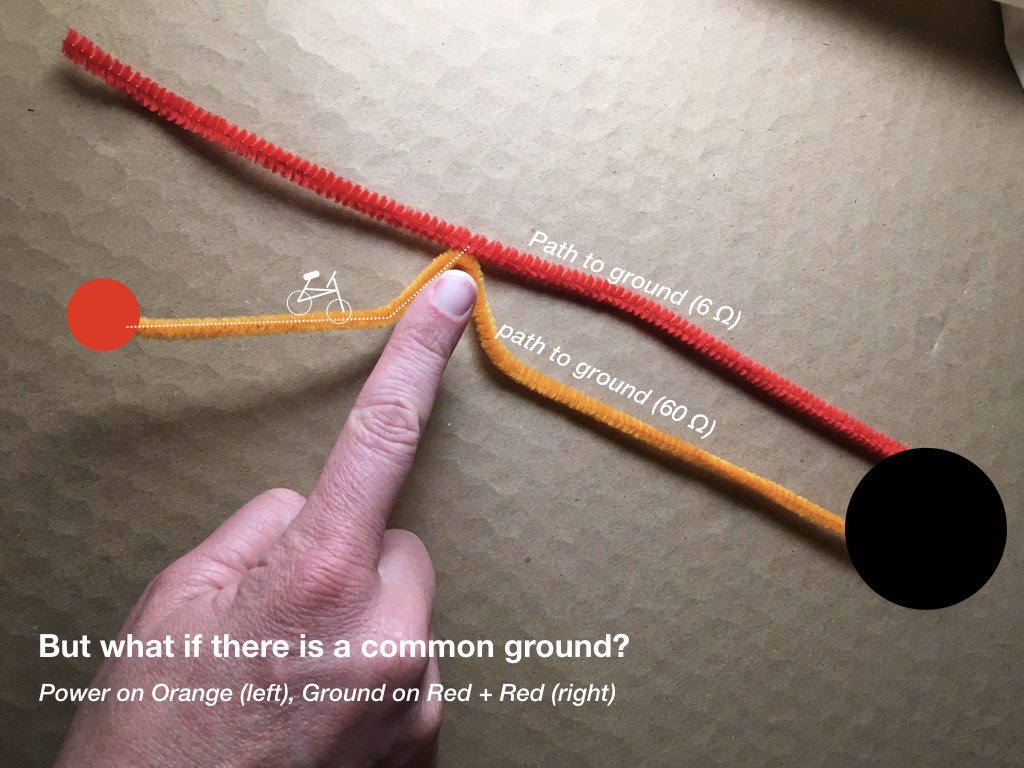 Path to ground (6 Ω)
path to ground (60 Ω)
But what if there is a common ground?
Power on Orange (left), Ground on Red + Red (right)